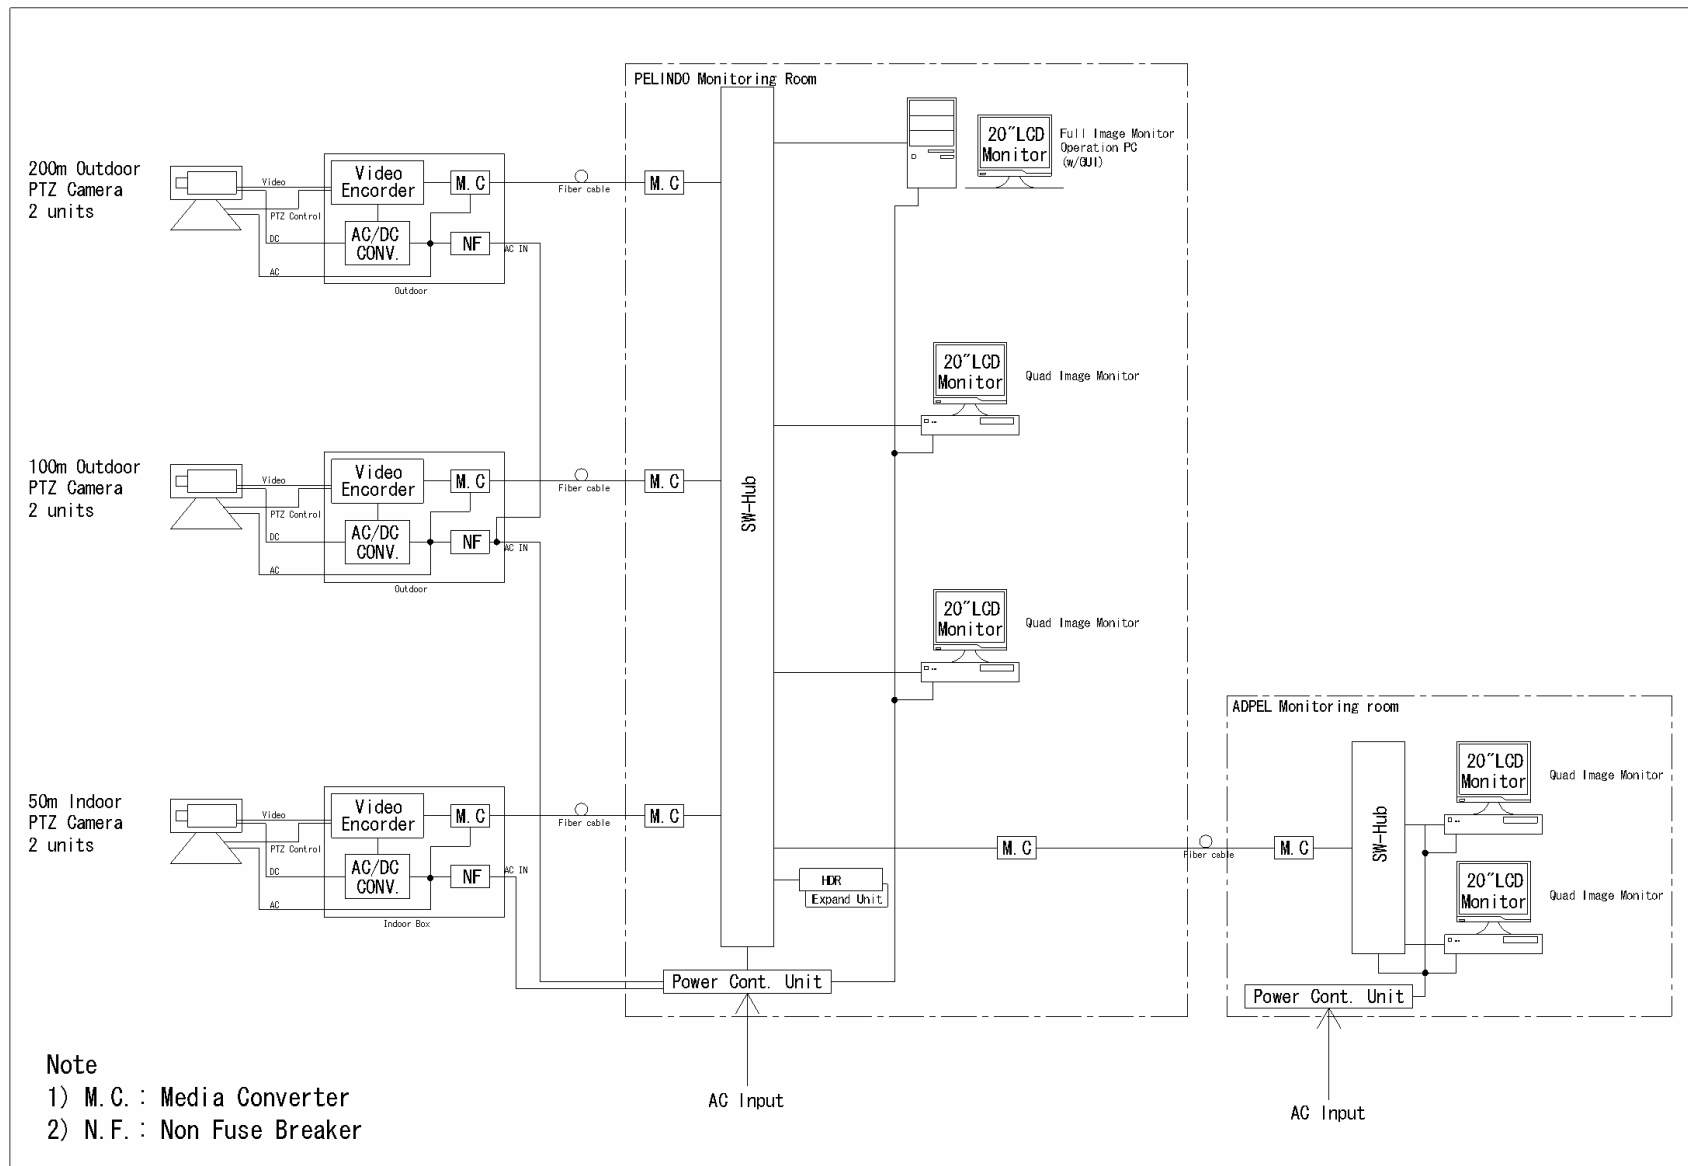 PELINDO Monitoring Room
200m Outdoor
PTZ Camera
2 units
Video
PTZ Control
DC
AC
Video
Encorder
AC/DC
CONV.
M.C
NF
AC IN
Outdoor
Fiber cable
M.C
20"LCD
Monitor
Full Image Monitor
Operation PC
(w/GUI)
20"LCD
Monitor
Quad Image Monitor
100m Outdoor
PTZ Camera
2 units
Video
PTZ Control
DC
AC
Video
Encorder
AC/DC
CONV.
M.C
NF
AC IN
Outdoor
Fiber cable
M.C
SW-Hub
20"LCD
Monitor
Quad Image Monitor
50m Indoor
PTZ Camera
2 units
Video
PTZ Control
DC
AC
Video
Encorder
AC/DC
CONV.
M.C
NF
AC IN
Indoor Box
Fiber cable
M.C
M.C
HDR
Expand Unit
Power Cont. Unit
AC Input
Fiber cable
ADPEL Monitoring room
M.C
SW-Hub
20"LCD
Monitor
Quad Image Monitor
20"LCD
Monitor
Quad Image Monitor
Power Cont. Unit
AC Input
Note
1) M.C.: Media Converter
2) N.F.: Non Fuse Breaker